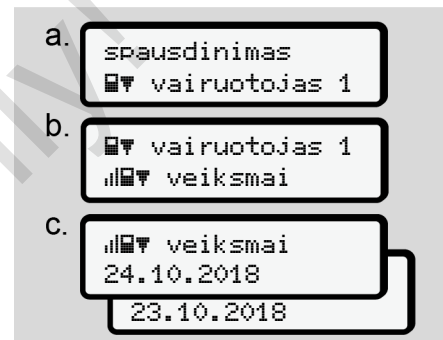 a.
spausdinimas
vairuotojas 1
b.
vairuotojas 1
veiksmai
c.
veiksmai
24.10.2018
23.10.2018